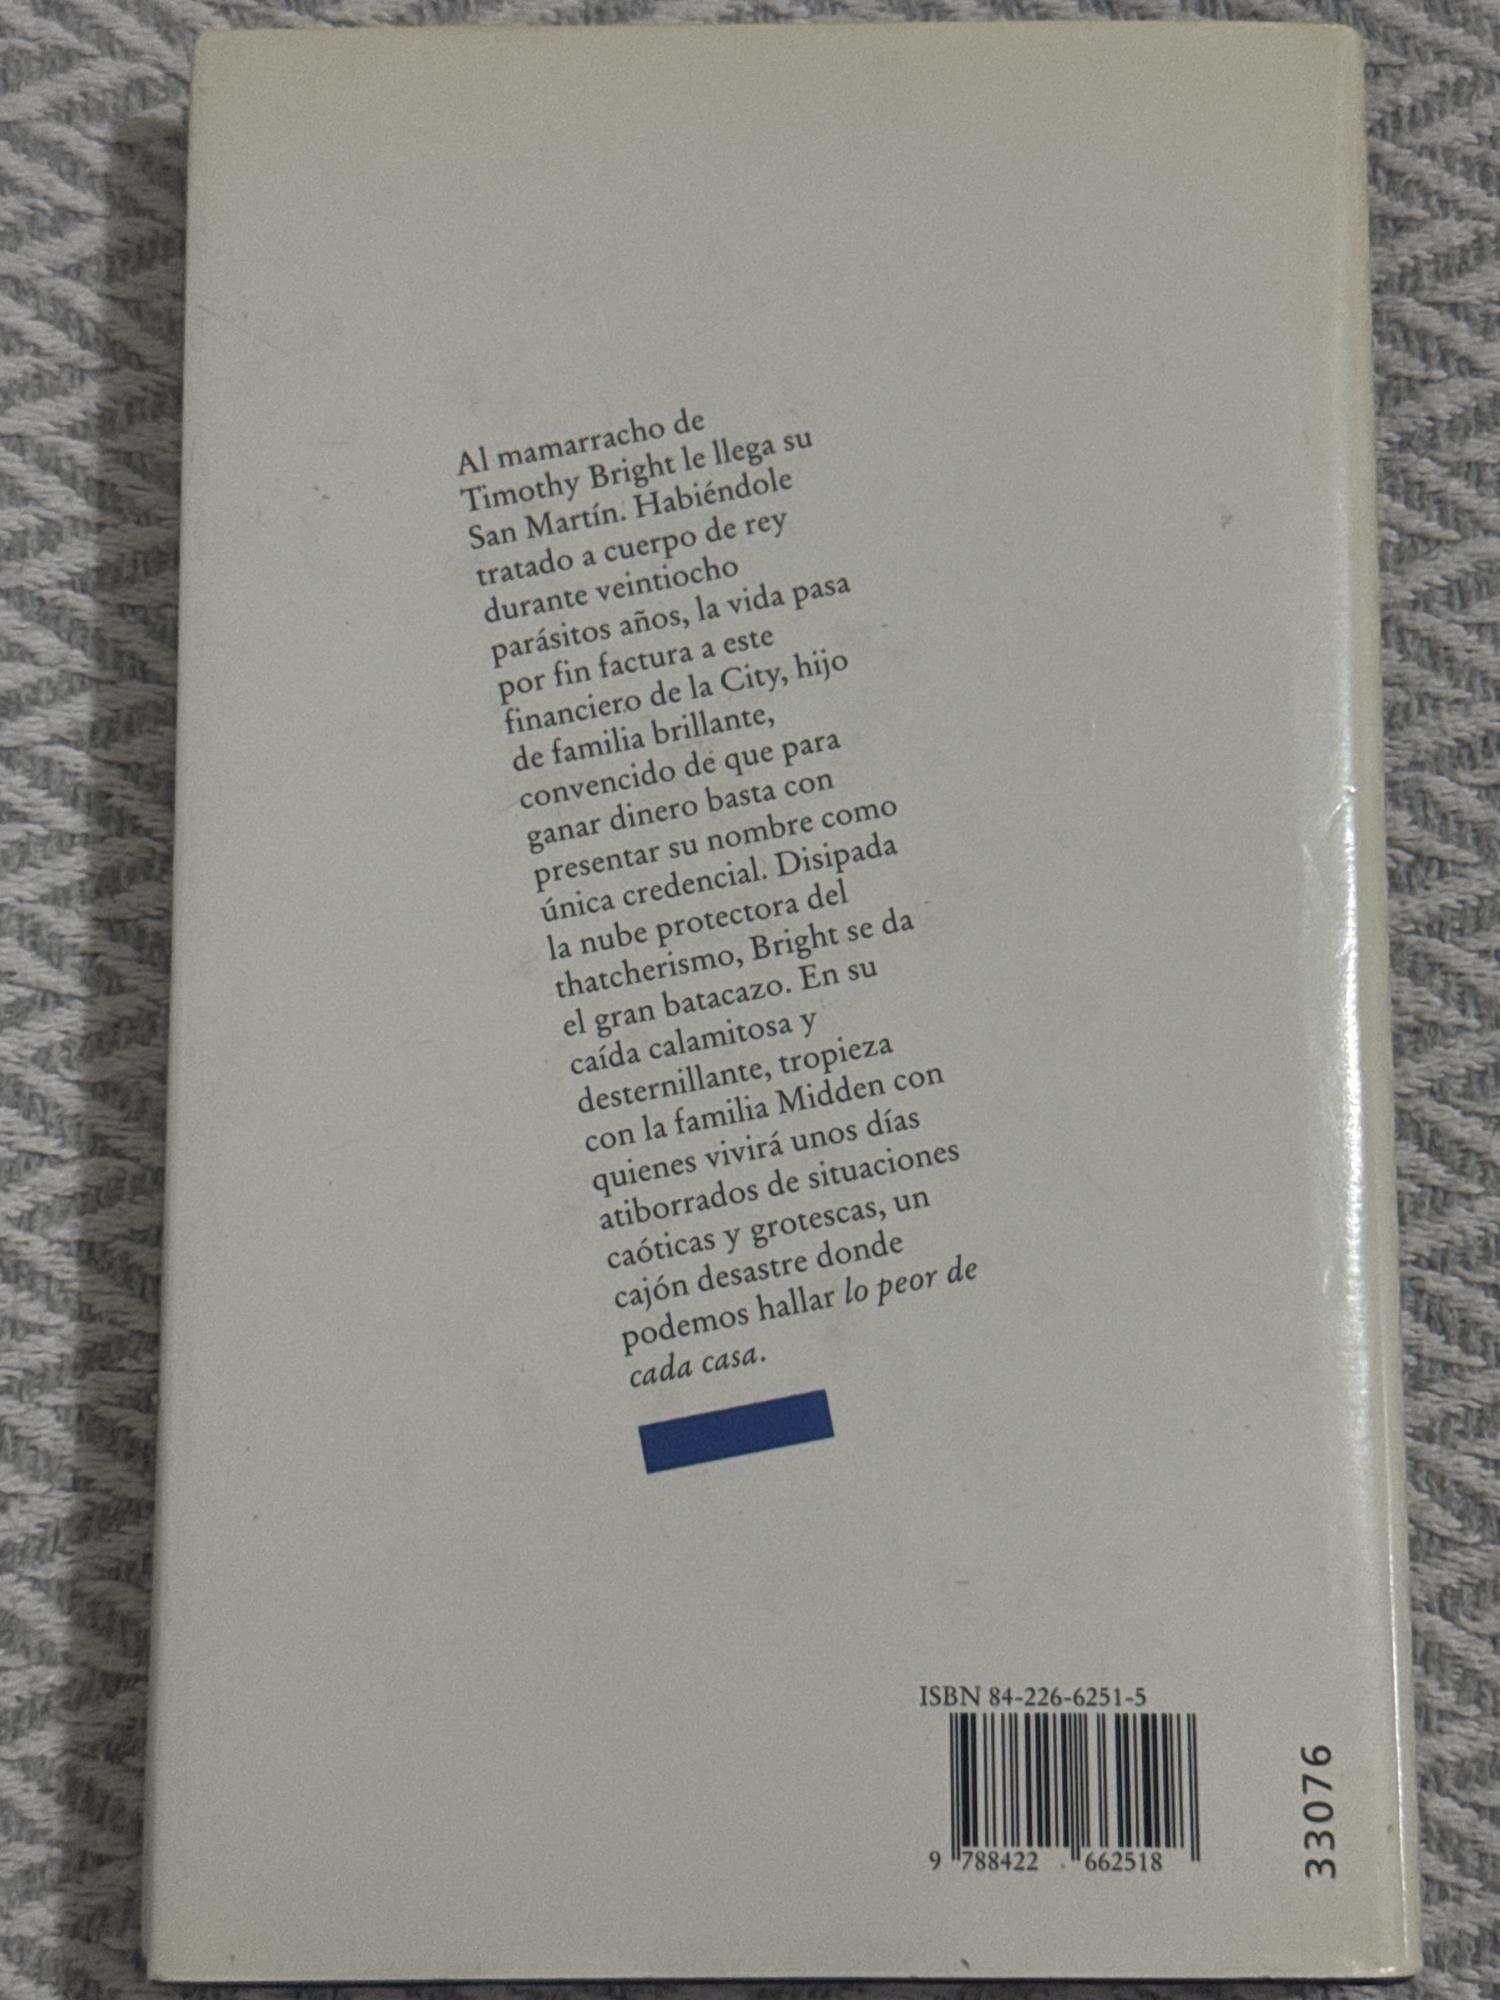 Al mamarracho de
Timothy Bright le llega su
San Martín. Habiéndole
tratado a cuerpo de rey
durante veintiocho
parásitos años, la vida pasa
por fin factura a este
financiero de la City, hijo
de familia brillante,
convencido de que para
ganar dinero basta con
presentar su nombre como
única credencial. Disipada
la nube protectora del
thatcherismo, Bright se da
el gran batacazo. En su
caída calamitosa y
desternillante, tropieza
con la familia Midden con
quienes vivirá unos días
atiborrados de situaciones
caóticas y grotescas, un
cajón desastre donde
podemos hallar lo peor de
cada casa.
ISBN 84-226-6251-5
9 788422 662518
33076